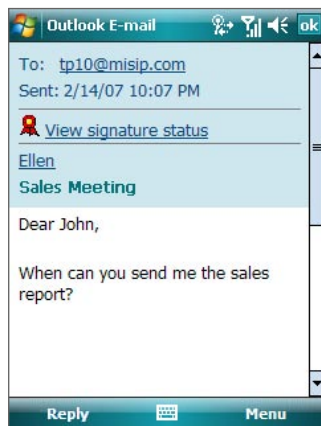 Outlook E-mail ok
To: tp10@misip.com
Sent: 2/14/07 10:07 PM
View signature status
Ellen
Sales Meeting
Dear John,
When can you send me the sales
report?
Reply Menu